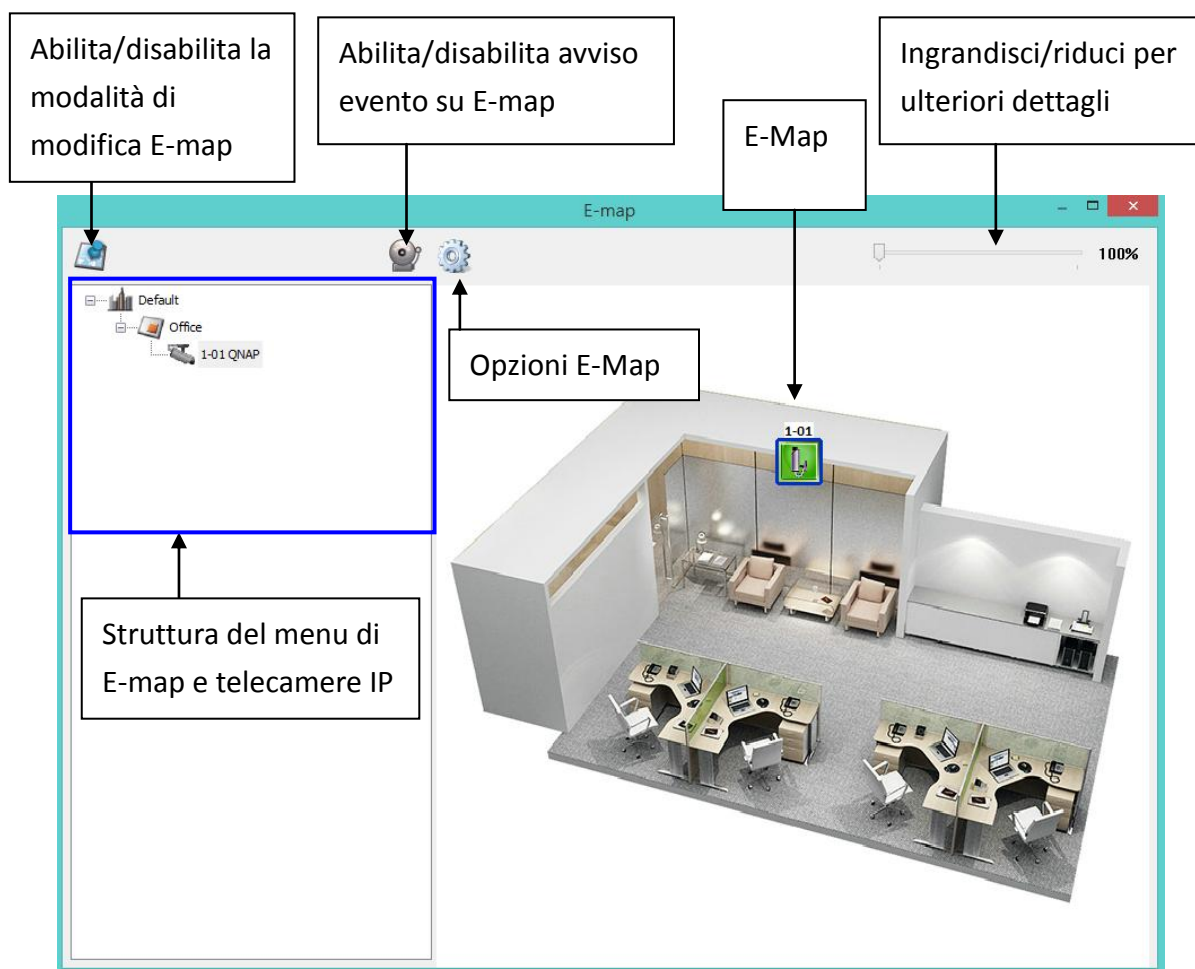 Abilita/disabilita la
modalità di
modifica E-map
Abilita/disabilita avviso
evento su E-map
E-Map
Ingrandisci/riduci per
ulteriori dettagli
E-map
100%
Default
Office
1-01 QNAP
Opzioni E-Map
1-01
Struttura del menu di
E-map e telecamere IP